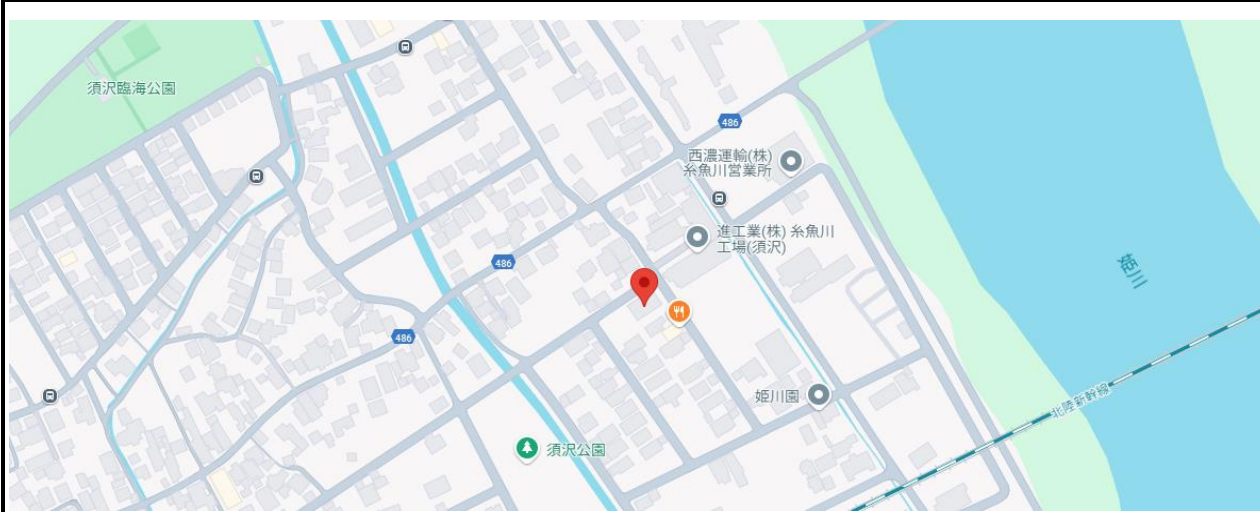 須沢臨海公園
486
西濃運輸(株)
糸魚川営業所
進工業(株) 糸魚川
工場(須沢)
486
486
姫川園
北陸新幹線
須沢公園